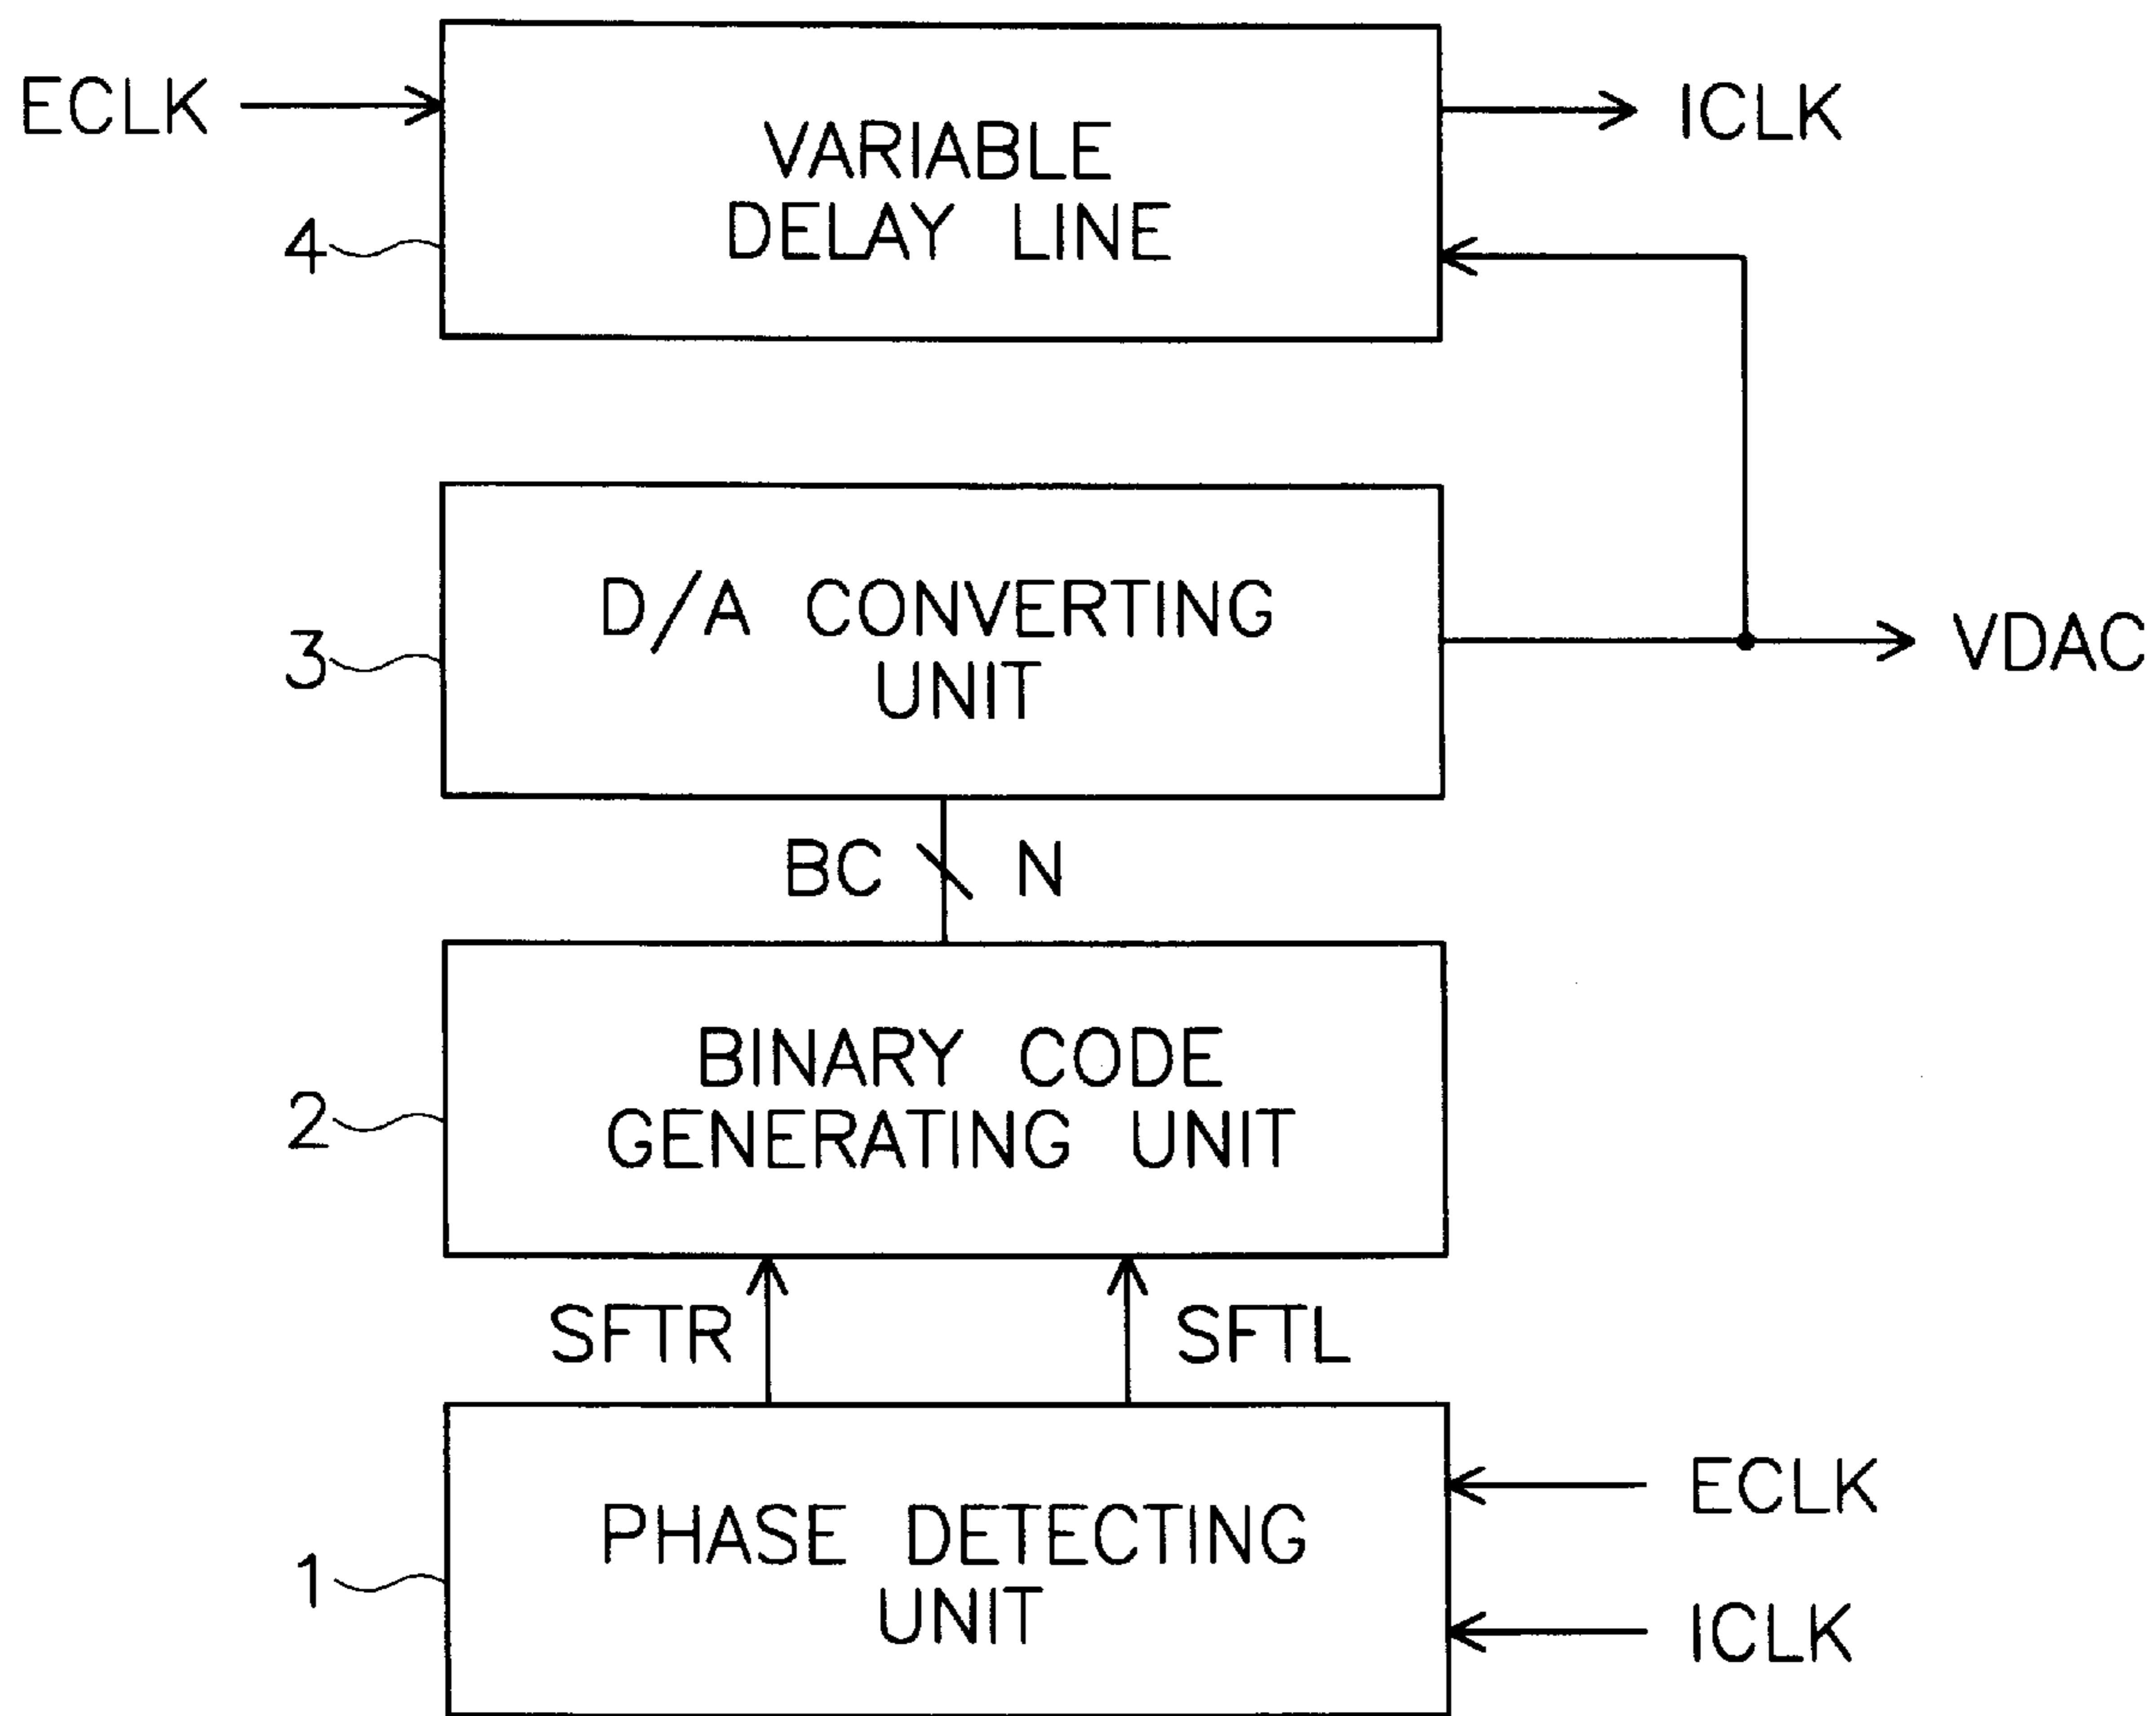 ECLK
ICLK
VARIABLE
DELAY LINE
4
D/A CONVERTING
UNIT
3
VDAC
BC
N
BINARY CODE
GENERATING UNIT
2
SFTR
SFTL
PHASE DETECTING
UNIT
1
ECLK
ICLK